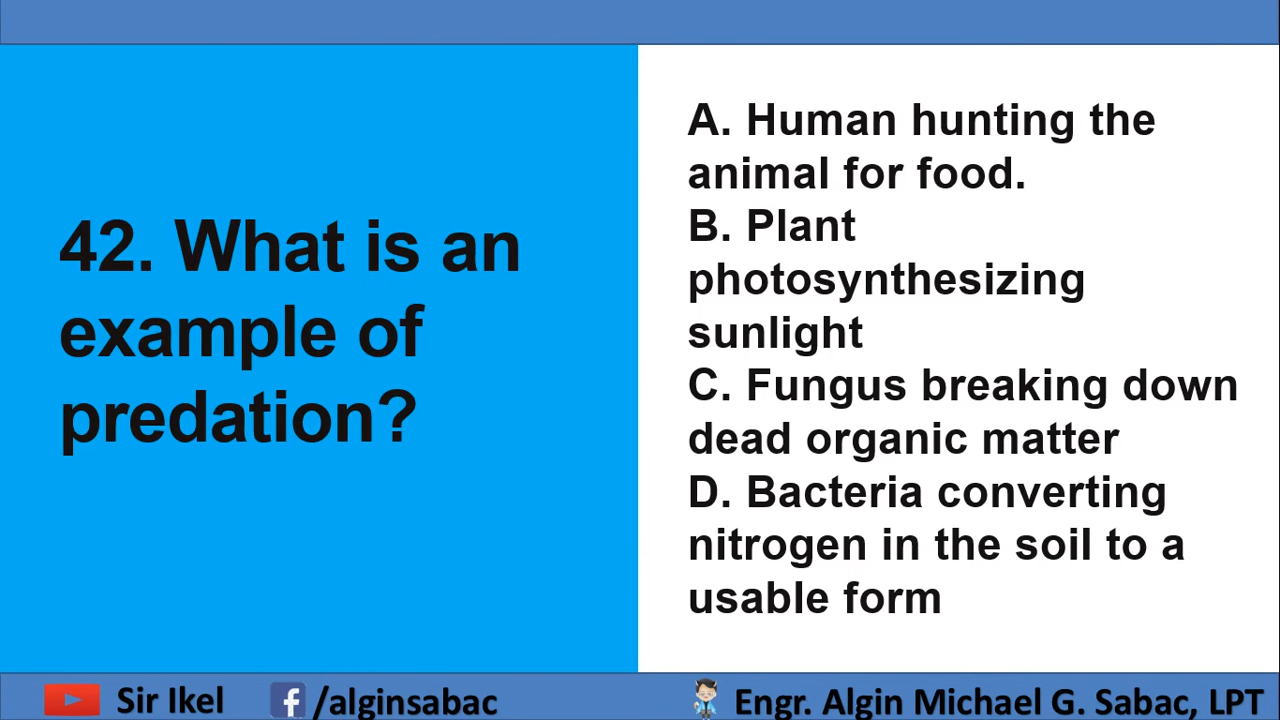 42. What is an
example of
predation?
A. Human hunting the
animal for food.
B. Plant
photosynthesizing
sunlight
C. Fungus breaking down
dead organic matter
D. Bacteria converting
nitrogen in the soil to a
usable form
Sir Ikel
f /alginsabac
Engr. Algin Michael G. Sabac, LPT